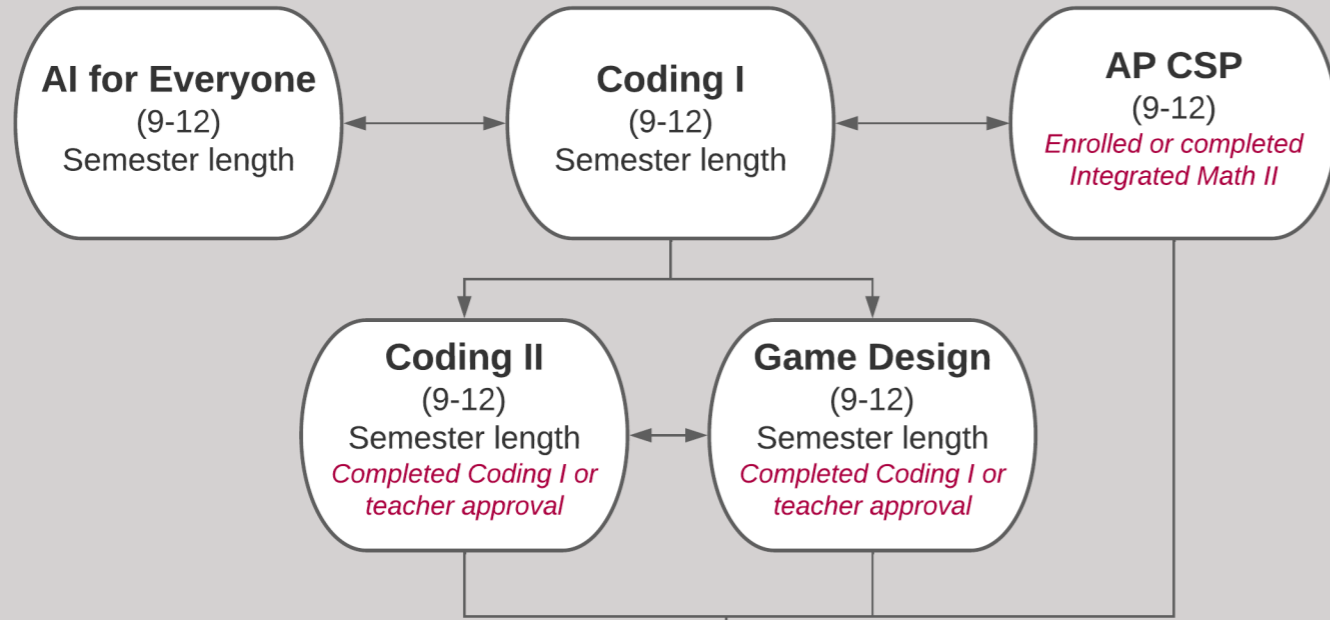 AI for Everyone
(9-12)
Semester length
Coding I
(9-12)
Semester length
AP CSP
(9-12)
Enrolled or completed
Integrated Math II
Coding II
(9-12)
Semester length
Completed Coding I or
teacher approval
Game Design
(9-12)
Semester length
Completed Coding I or
teacher approval